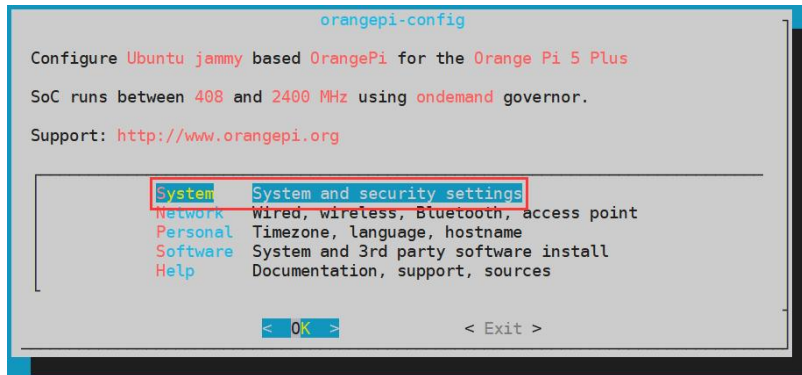 orangepi-config
Configure Ubuntu jammy based OrangePi for the Orange Pi 5 Plus
SoC runs between 408 and 2400 MHz using ondemand governor.
Support: http://www.orangepi.org
System System and security settings
Network Wired, wireless, Bluetooth, access point
Personal Timezone, language, hostname
Software System and 3rd party software install
Help Documentation, support, sources
< OK > < Exit >